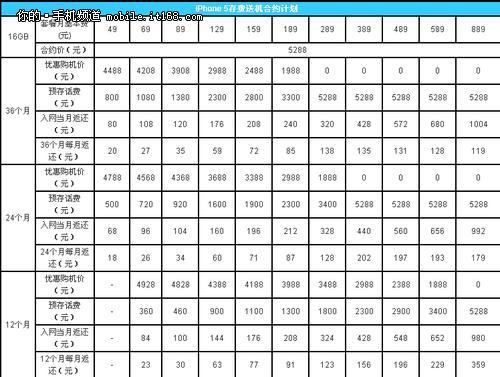 iPhone 5存费送机合约计划
你的·手机频道 mobile.it168.com
16GB 套餐月基本费（元） 49 69 89 129 159 189 289 389 489 589 889
合约价（元） 5288
36个月
优惠购机价（元） 4488 4208 3908 2988 2488 1988 0 0 0 0 0
预存话费（元） 800 1080 1380 2300 2800 3300 5288 5288 5288 5288 5288
入网当月返还（元） 80 108 120 176 208 240 320 428 572 680 1004
36个月每月返还（元） 20 27 35 59 72 85 138 135 131 128 119
24个月
优惠购机价（元） 4788 4568 4368 3688 3388 2988 1888 0 0 0 0
预存话费（元） 500 720 920 1600 1900 2300 3400 5288 5288 5288 5288
入网当月返还（元） 68 96 104 160 196 212 328 440 560 656 992
24个月每月返还（元） 18 26 34 60 71 87 128 202 197 193 179
12个月
优惠购机价（元） - 4928 4828 4388 4188 3988 3488 2988 2388 1888 0
预存话费（元） - 360 460 900 1100 1300 1800 2300 2900 3400 5288
入网当月返还（元） - 84 100 144 176 208 324 428 548 652 980
12个月每月返还（元） - 23 30 63 77 91 123 156 196 229 359